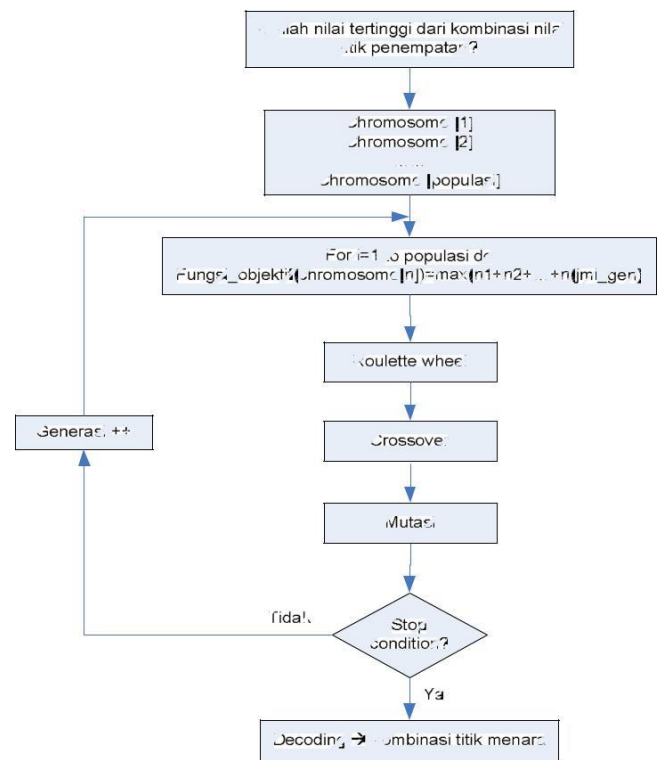 nilai tertinggi dari kombinasi
titik penempatan?
Chromosome [1]
Chromosome [2]
....
Chromosome [populasi]
For i=1 to populasi do
Fungsi_objektif(chromosome[n])=max(n1+n2+...+n(jml_gen)
Roulette wheel
Crossover
Mutasi
Generasi ++
Tidak
Stop
condition?
Ya
Decoding → kombinasi titik menara